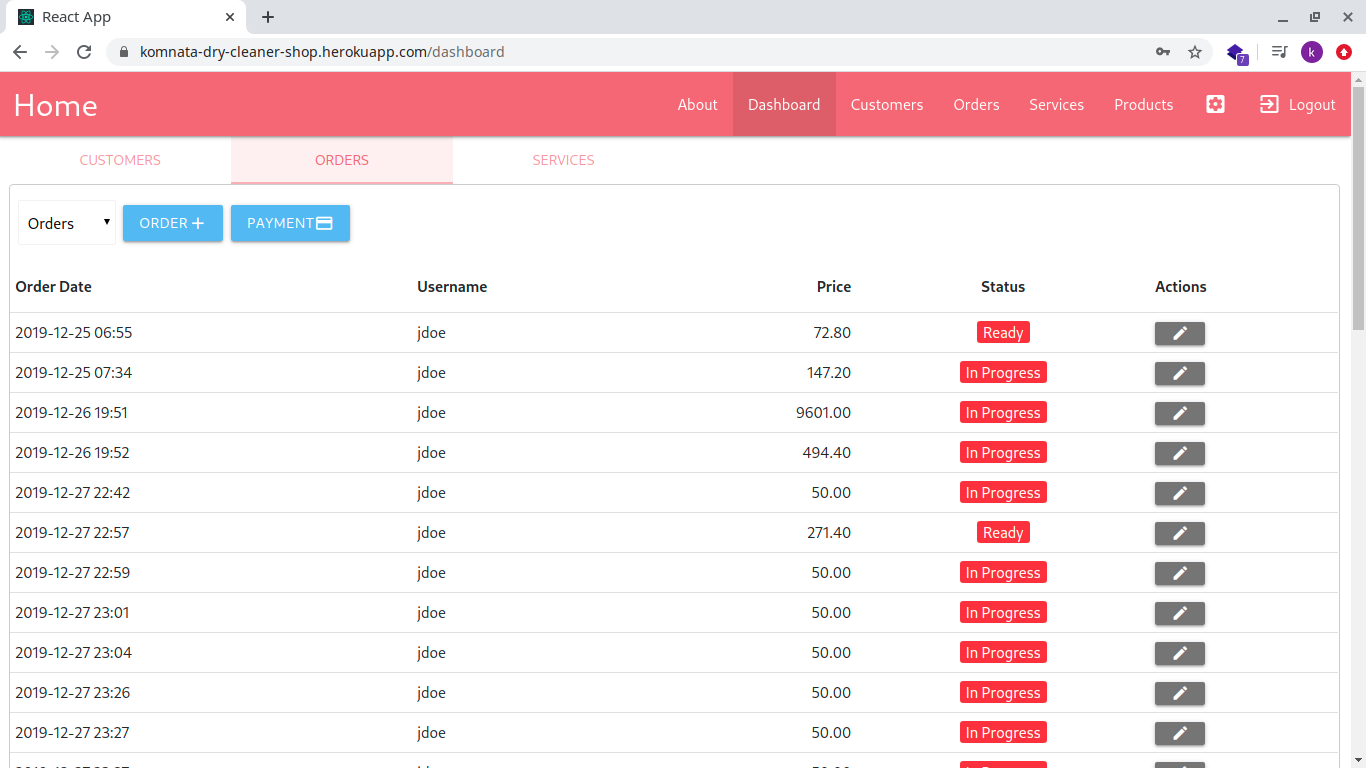 React App
komnata-dry-cleaner-shop.herokuapp.com/dashboard
7
k
Home About Dashboard Customers Orders Services Products Logout
CUSTOMERS ORDERS SERVICES
Orders ORDER PAYMENT
Order Date Username Price Status Actions
2019-12-25 06:55 jdoe 72.80 Ready
2019-12-25 07:34 jdoe 147.20 In Progress
2019-12-26 19:51 jdoe 9601.00 In Progress
2019-12-26 19:52 jdoe 494.40 In Progress
2019-12-27 22:42 jdoe 50.00 In Progress
2019-12-27 22:57 jdoe 271.40 Ready
2019-12-27 22:59 jdoe 50.00 In Progress
2019-12-27 23:01 jdoe 50.00 In Progress
2019-12-27 23:04 jdoe 50.00 In Progress
2019-12-27 23:26 jdoe 50.00 In Progress
2019-12-27 23:27 jdoe 50.00 In Progress